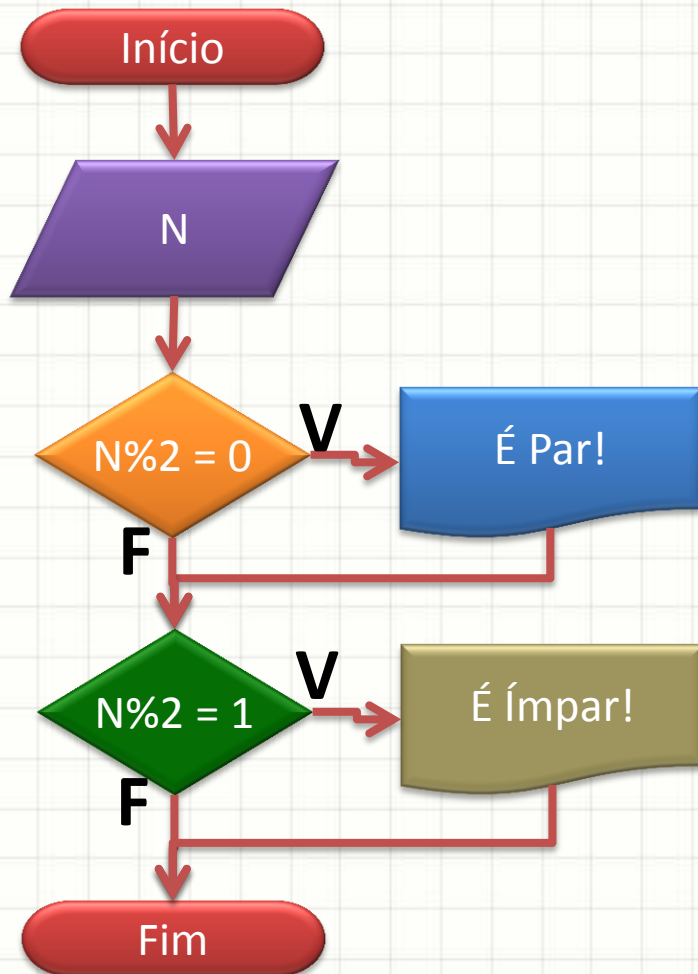 Início
N
N%2 = 0
V
É Par!
F
N%2 = 1
V
É Ímpar!
F
Fim